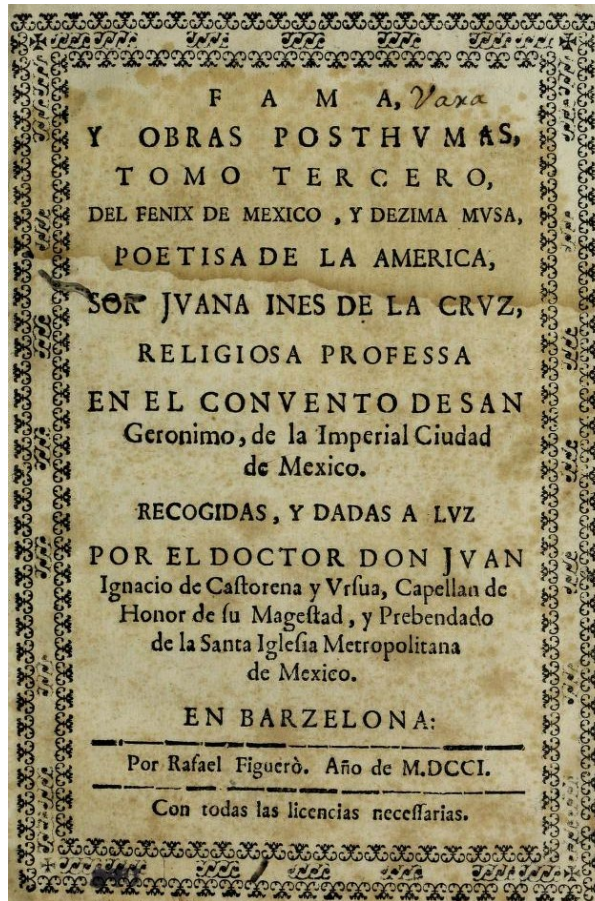 F A M A, Vaxa
Y OBRAS POSTHVMAS,
TOMO TERCERO,
DEL FENIX DE MEXICO , Y DEZIMA MVSA,
POETISA DE LA AMERICA,
SOR JVANA INES DE LA CRVZ,
RELIGIOSA PROFESSA
EN EL CONVENTO DE SAN
Geronimo, de la Imperial Ciudad
de Mexico.
RECOGIDAS , Y DADAS A LVZ
POR EL DOCTOR DON JVAN
Ignacio de Caſtorena y Vrſua, Capellan de
Honor de ſu Mageſtad, y Prebendado
de la Santa Igleſia Metropolitana
de Mexico.
EN BARZELONA:
Por Rafael Figuerò. Año de M.DCCI.
Con todas las licencias neceſſarias.